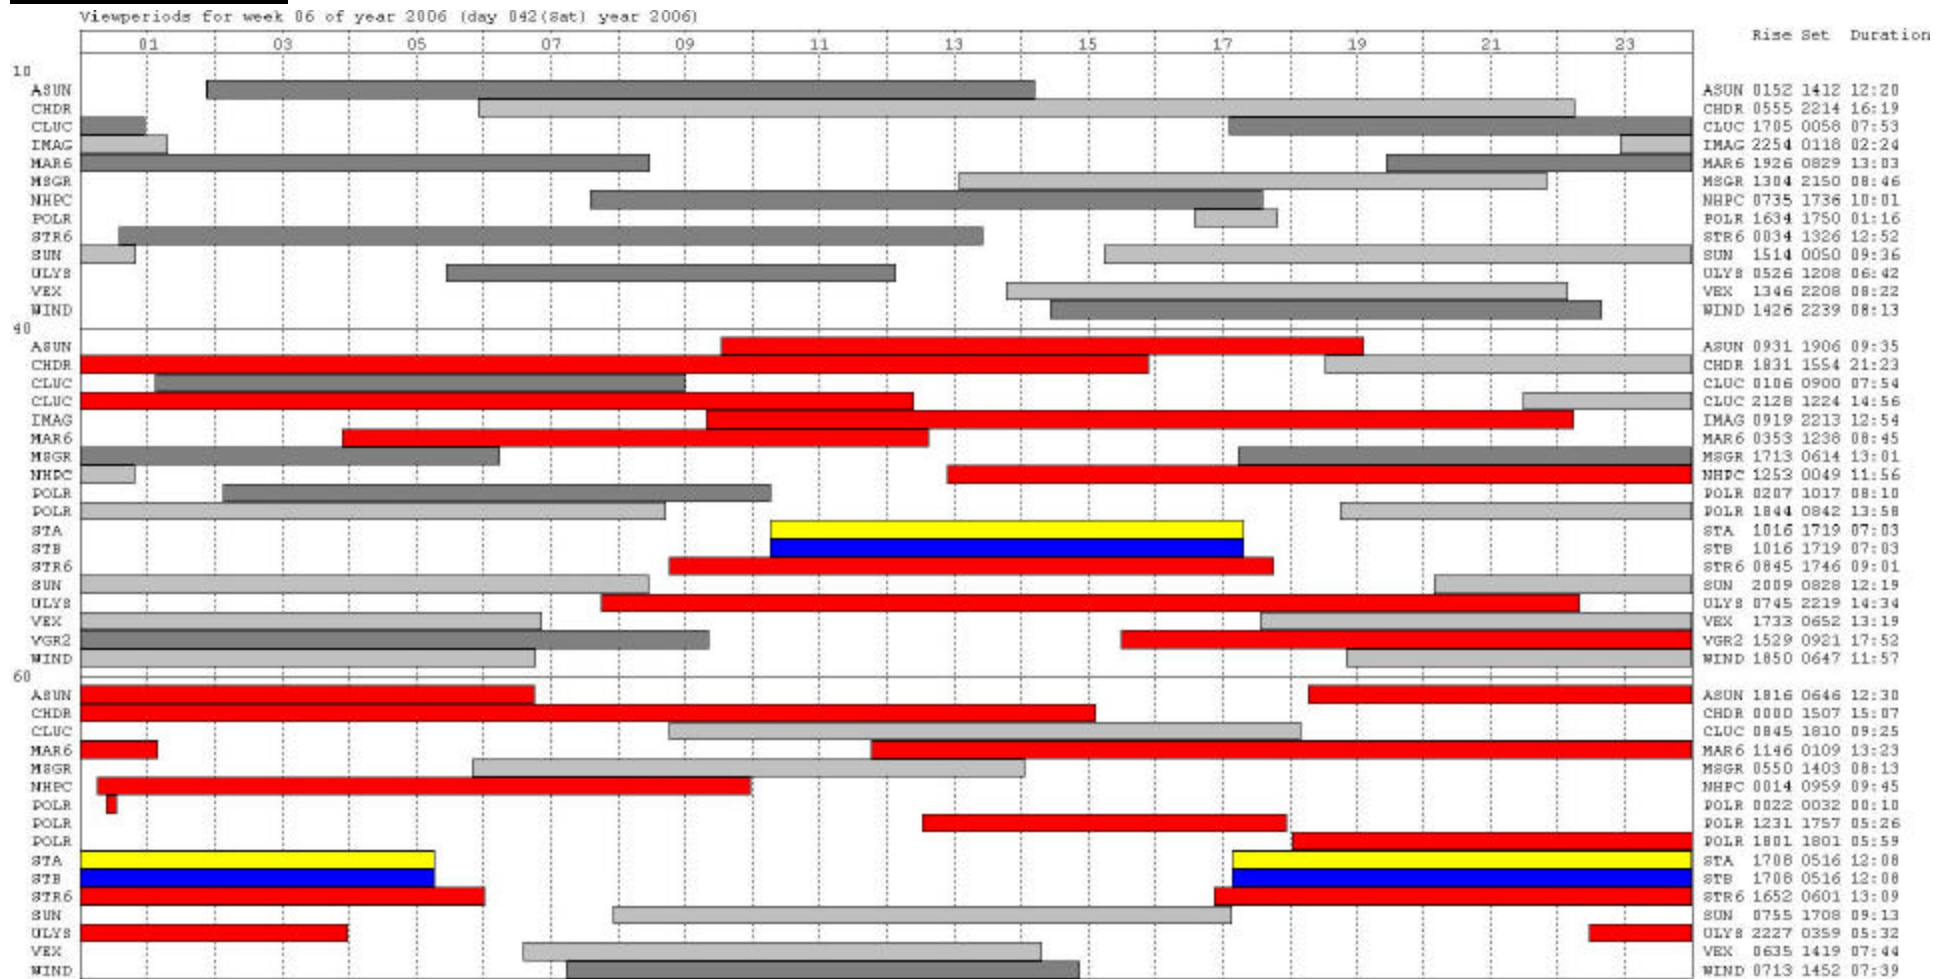 Viewperiods for week 06 of year 2006 (day 042(Sat) year 2006)
01 03 05 07 09 11 13 15 17 19 21 23 Rise Set Duration
10
ASUN ASUN 0152 1412 12:20
CHDR CHDR 0555 2214 16:19
CLUC CLUC 1705 0058 07:53
IMAG IMAG 2254 0118 02:24
MAR6 MAR6 1926 0829 13:03
MSGR MSGR 1304 2150 08:46
NHPC NHPC 0735 1736 10:01
POLR POLR 1634 1750 01:16
STR6 STR6 0034 1326 12:52
SUN SUN 1514 0050 09:36
ULYS ULYS 0526 1208 06:42
VEX VEX 1346 2208 08:22
WIND WIND 1426 2239 08:13
40
ASUN ASUN 0931 1906 09:35
CHDR CHDR 1831 1554 21:23
CLUC CLUC 0106 0900 07:54
CLUC CLUC 2128 1224 14:56
IMAG IMAG 0919 2213 12:54
MAR6 MAR6 0353 1238 08:45
MSGR MSGR 1713 0614 13:01
NHPC NHPC 1253 0049 11:56
POLR POLR 0207 1017 08:10
POLR POLR 1844 0842 13:58
STA STA 1016 1719 07:03
STB STB 1016 1719 07:03
STR6 STR6 0845 1746 09:01
SUN SUN 2009 0828 12:19
ULYS ULYS 0745 2219 14:34
VEX VEX 1733 0652 13:19
VGR2 VGR2 1529 0921 17:52
WIND WIND 1850 0647 11:57
60
ASUN ASUN 1816 0646 12:30
CHDR CHDR 0000 1507 15:07
CLUC CLUC 0845 1810 09:25
MAR6 MAR6 1146 0109 13:23
MSGR MSGR 0550 1403 08:13
NHPC NHPC 0014 0959 09:45
POLR POLR 0022 0032 00:10
POLR POLR 1231 1757 05:26
POLR POLR 1801 1801 05:59
STA STA 1708 0516 12:08
STB STB 1708 0516 12:08
STR6 STR6 1652 0601 13:09
SUN SUN 0755 1708 09:13
ULYS ULYS 2227 0359 05:32
VEX VEX 0635 1419 07:44
WIND WIND 0713 1452 07:39